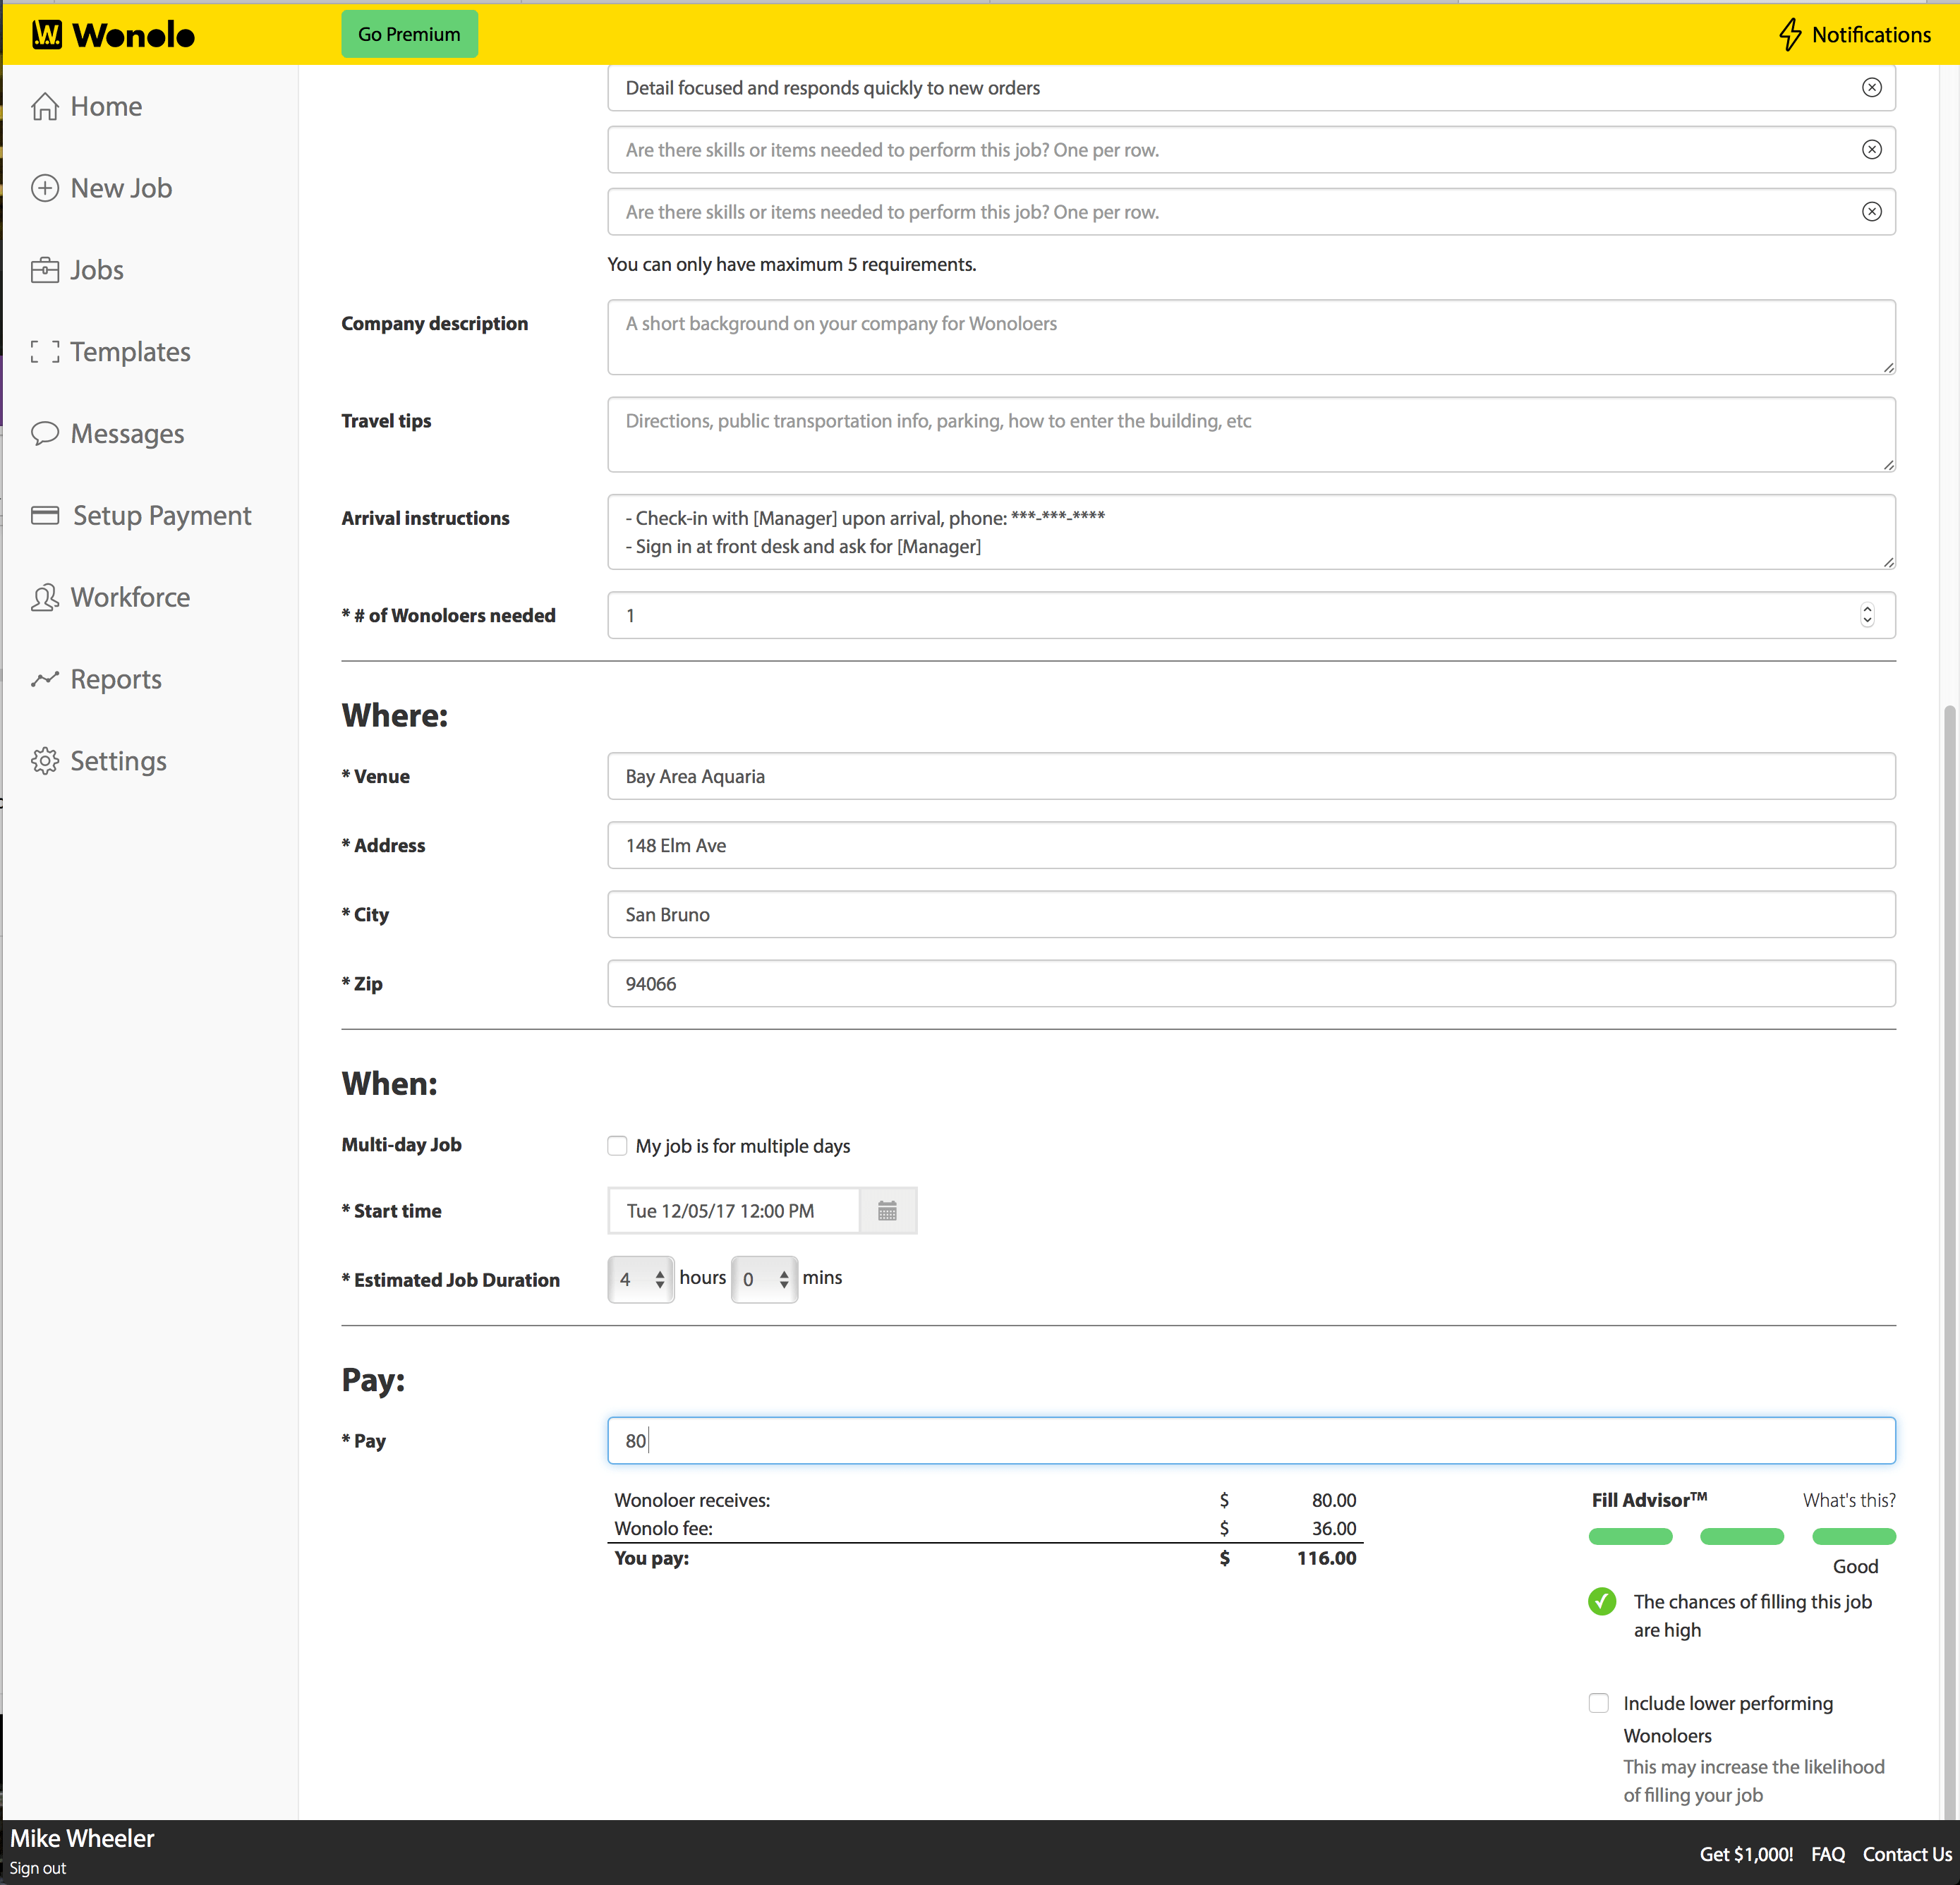 W. Wonolo
Go Premium
Notifications
Home
New Job
Jobs
Templates
Messages
Setup Payment
Workforce
Reports
Settings
Detail focused and responds quickly to new orders
Are there skills or items needed to perform this job? One per row.
Are there skills or items needed to perform this job? One per row.
You can only have maximum 5 requirements.
Company description
A short background on your company for Wonoloers
Travel tips
Directions, public transportation info, parking, how to enter the building, etc
Arrival instructions
- Check-in with [Manager] upon arrival, phone: ***-***-****
- Sign in at front desk and ask for [Manager]
* # of Wonoloers needed
1
Where:
* Venue
Bay Area Aquaria
* Address
148 Elm Ave
* City
San Bruno
* Zip
94066
When:
Multi-day Job
My job is for multiple days
* Start time
Tue 12/05/17 12:00 PM
* Estimated Job Duration
4 hours 0 mins
Pay:
* Pay
80
Wonoloer receives: $ 80.00
Wonolo fee: $ 36.00
You pay: $ 116.00
Fill Advisor™ What's this?
Good
The chances of filling this job
are high
Include lower performing
Wonoloers
This may increase the likelihood
of filling your job
Mike Wheeler
Sign out
Get $1,000! FAQ Contact Us